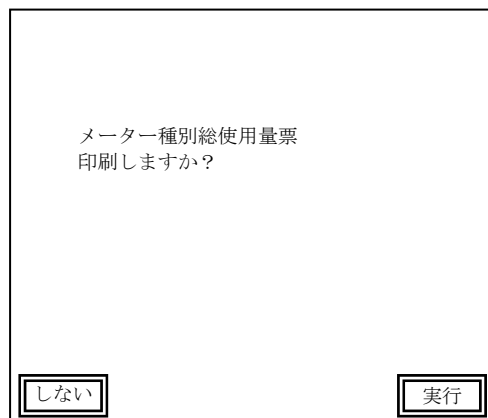 メーター種別総使用量票
印刷しますか？
しない
実行